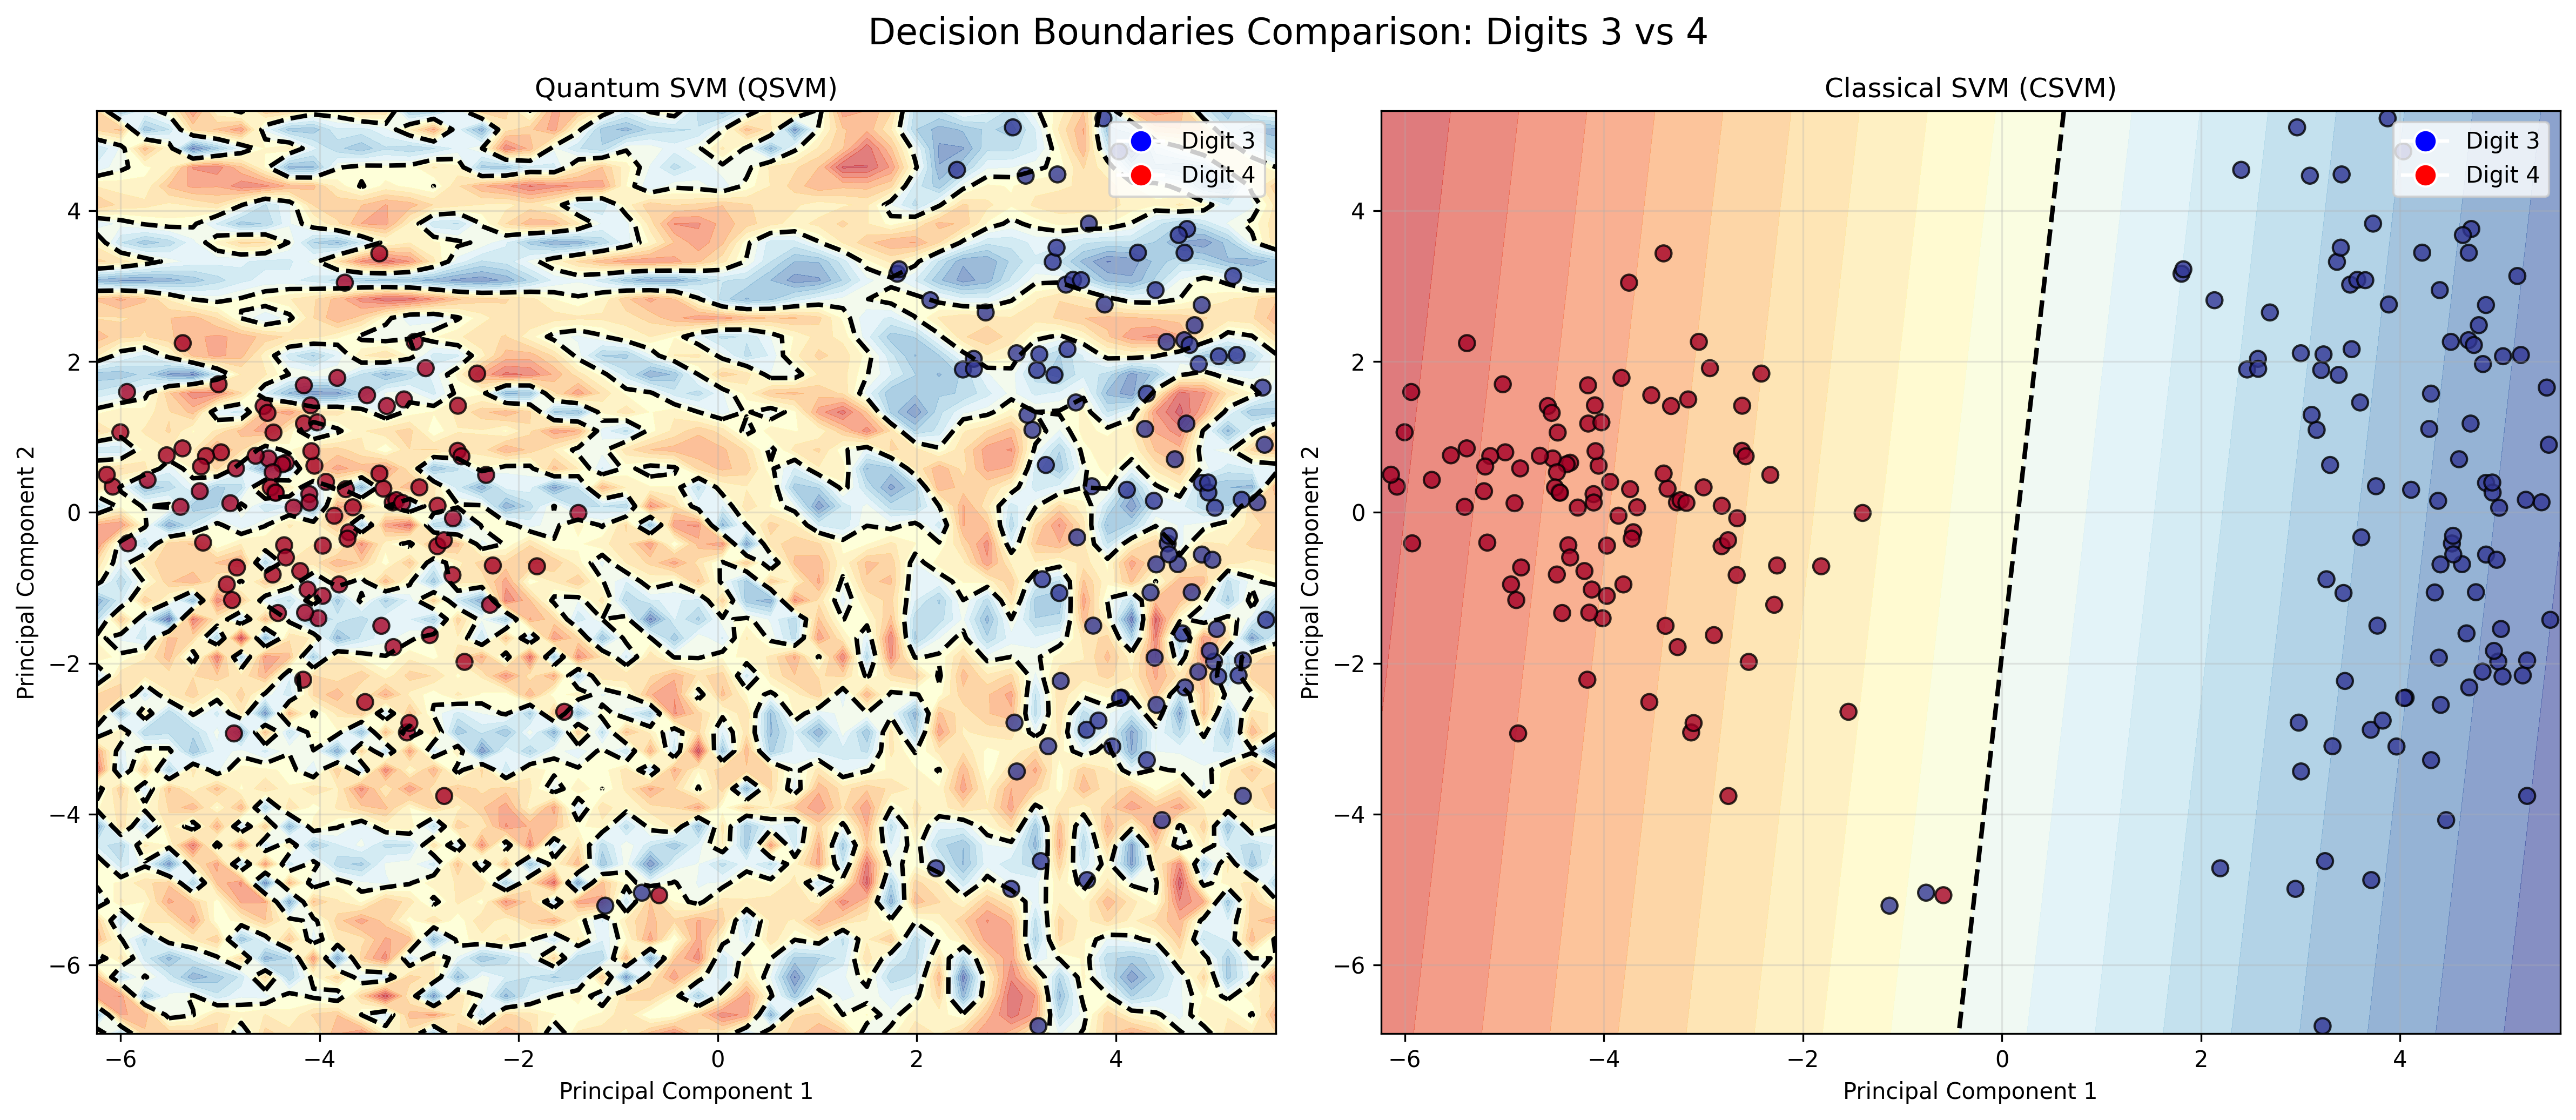 Decision Boundaries Comparison: Digits 3 vs 4
Quantum SVM (QSVM)
Digit 3
Digit 4
Principal Component 2
4
2
0
−2
−4
−6
−6
−4
−2
0
2
4
Principal Component 1
Classical SVM (CSVM)
Digit 3
Digit 4
Principal Component 2
4
2
0
−2
−4
−6
−6
−4
−2
0
2
4
Principal Component 1